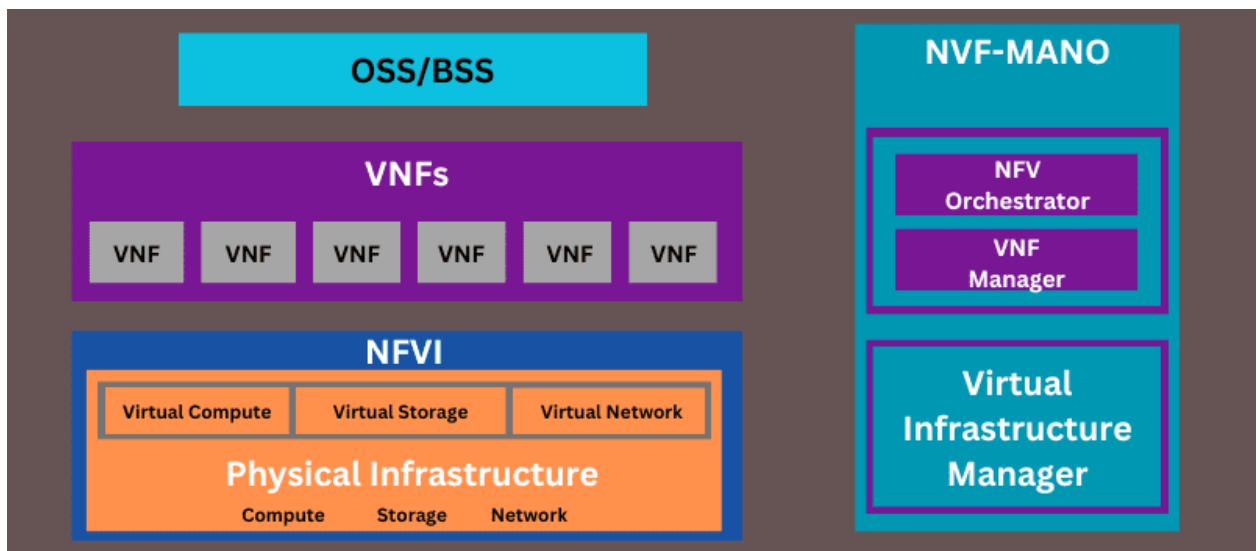 OSS/BSS
VNFs
VNF VNF VNF VNF VNF VNF
NFVI
Virtual Compute Virtual Storage Virtual Network
Physical Infrastructure
Compute Storage Network
NVF-MANO
NFV
Orchestrator
VNF
Manager
Virtual
Infrastructure
Manager